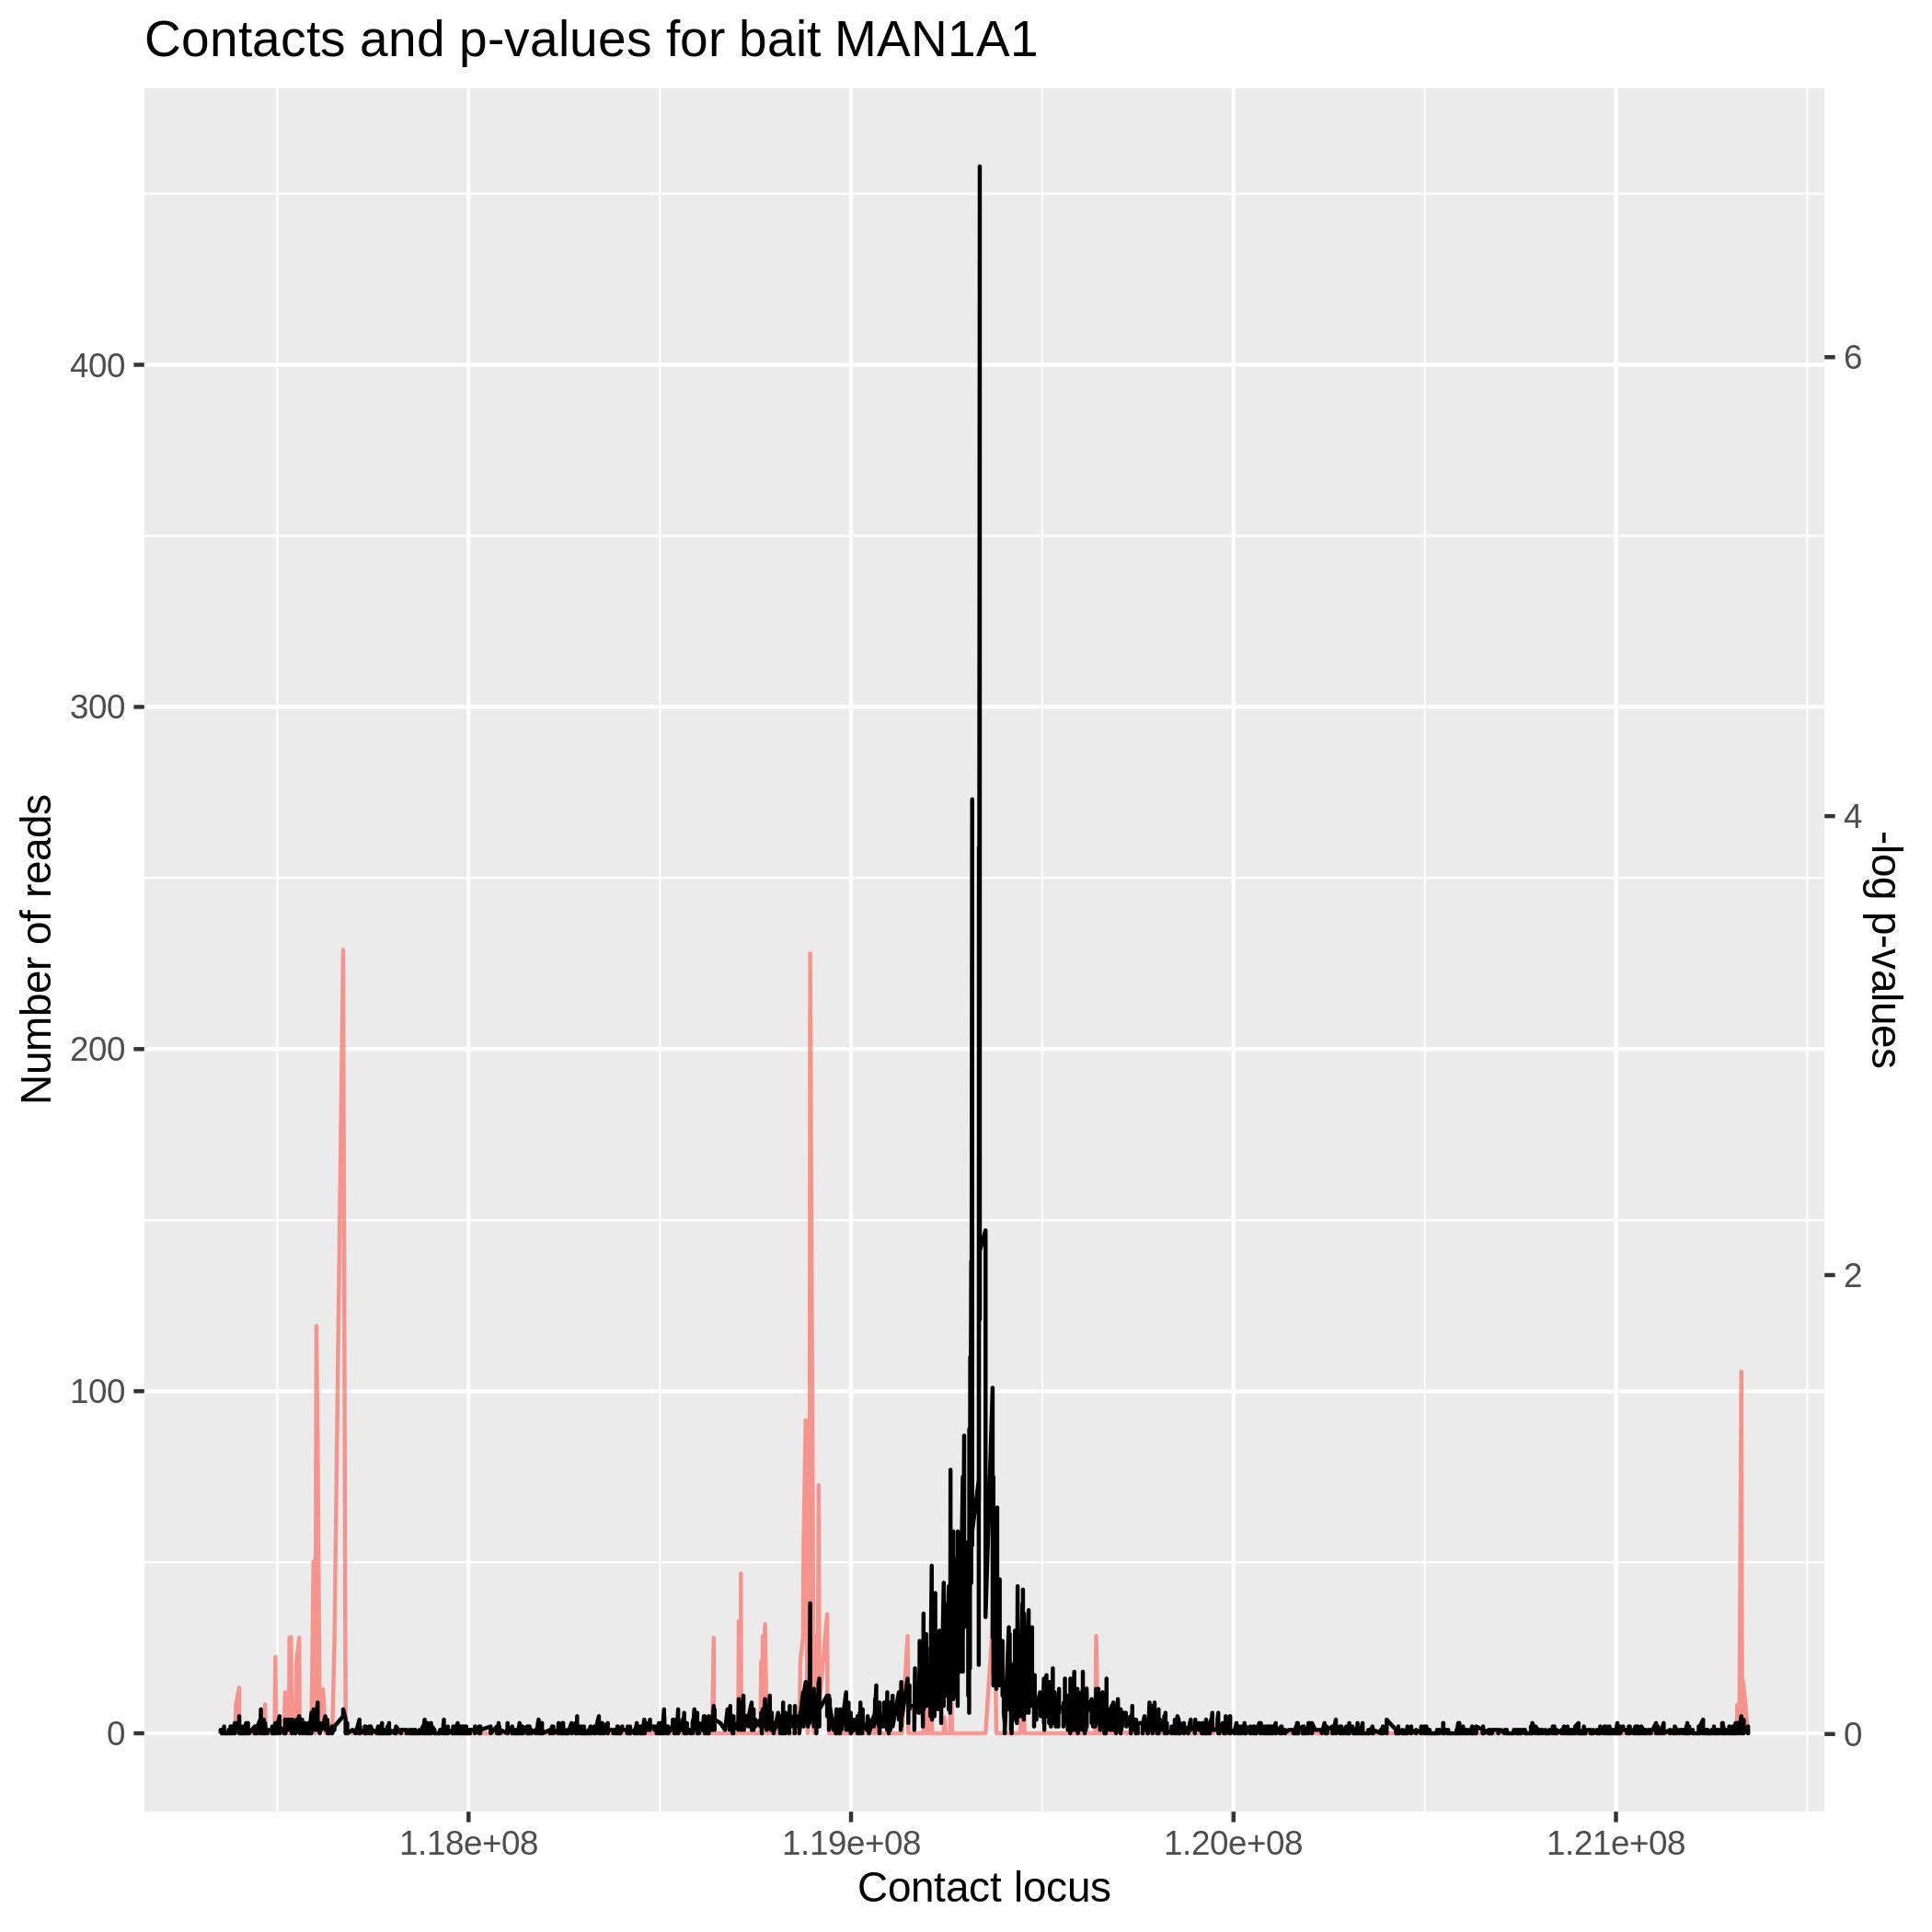 Contacts and p-values for bait MAN1A1
Number of reads
400
300
200
100
0
6
4
2
0
-log p-values
1.18e+08
1.19e+08
1.20e+08
1.21e+08
Contact locus